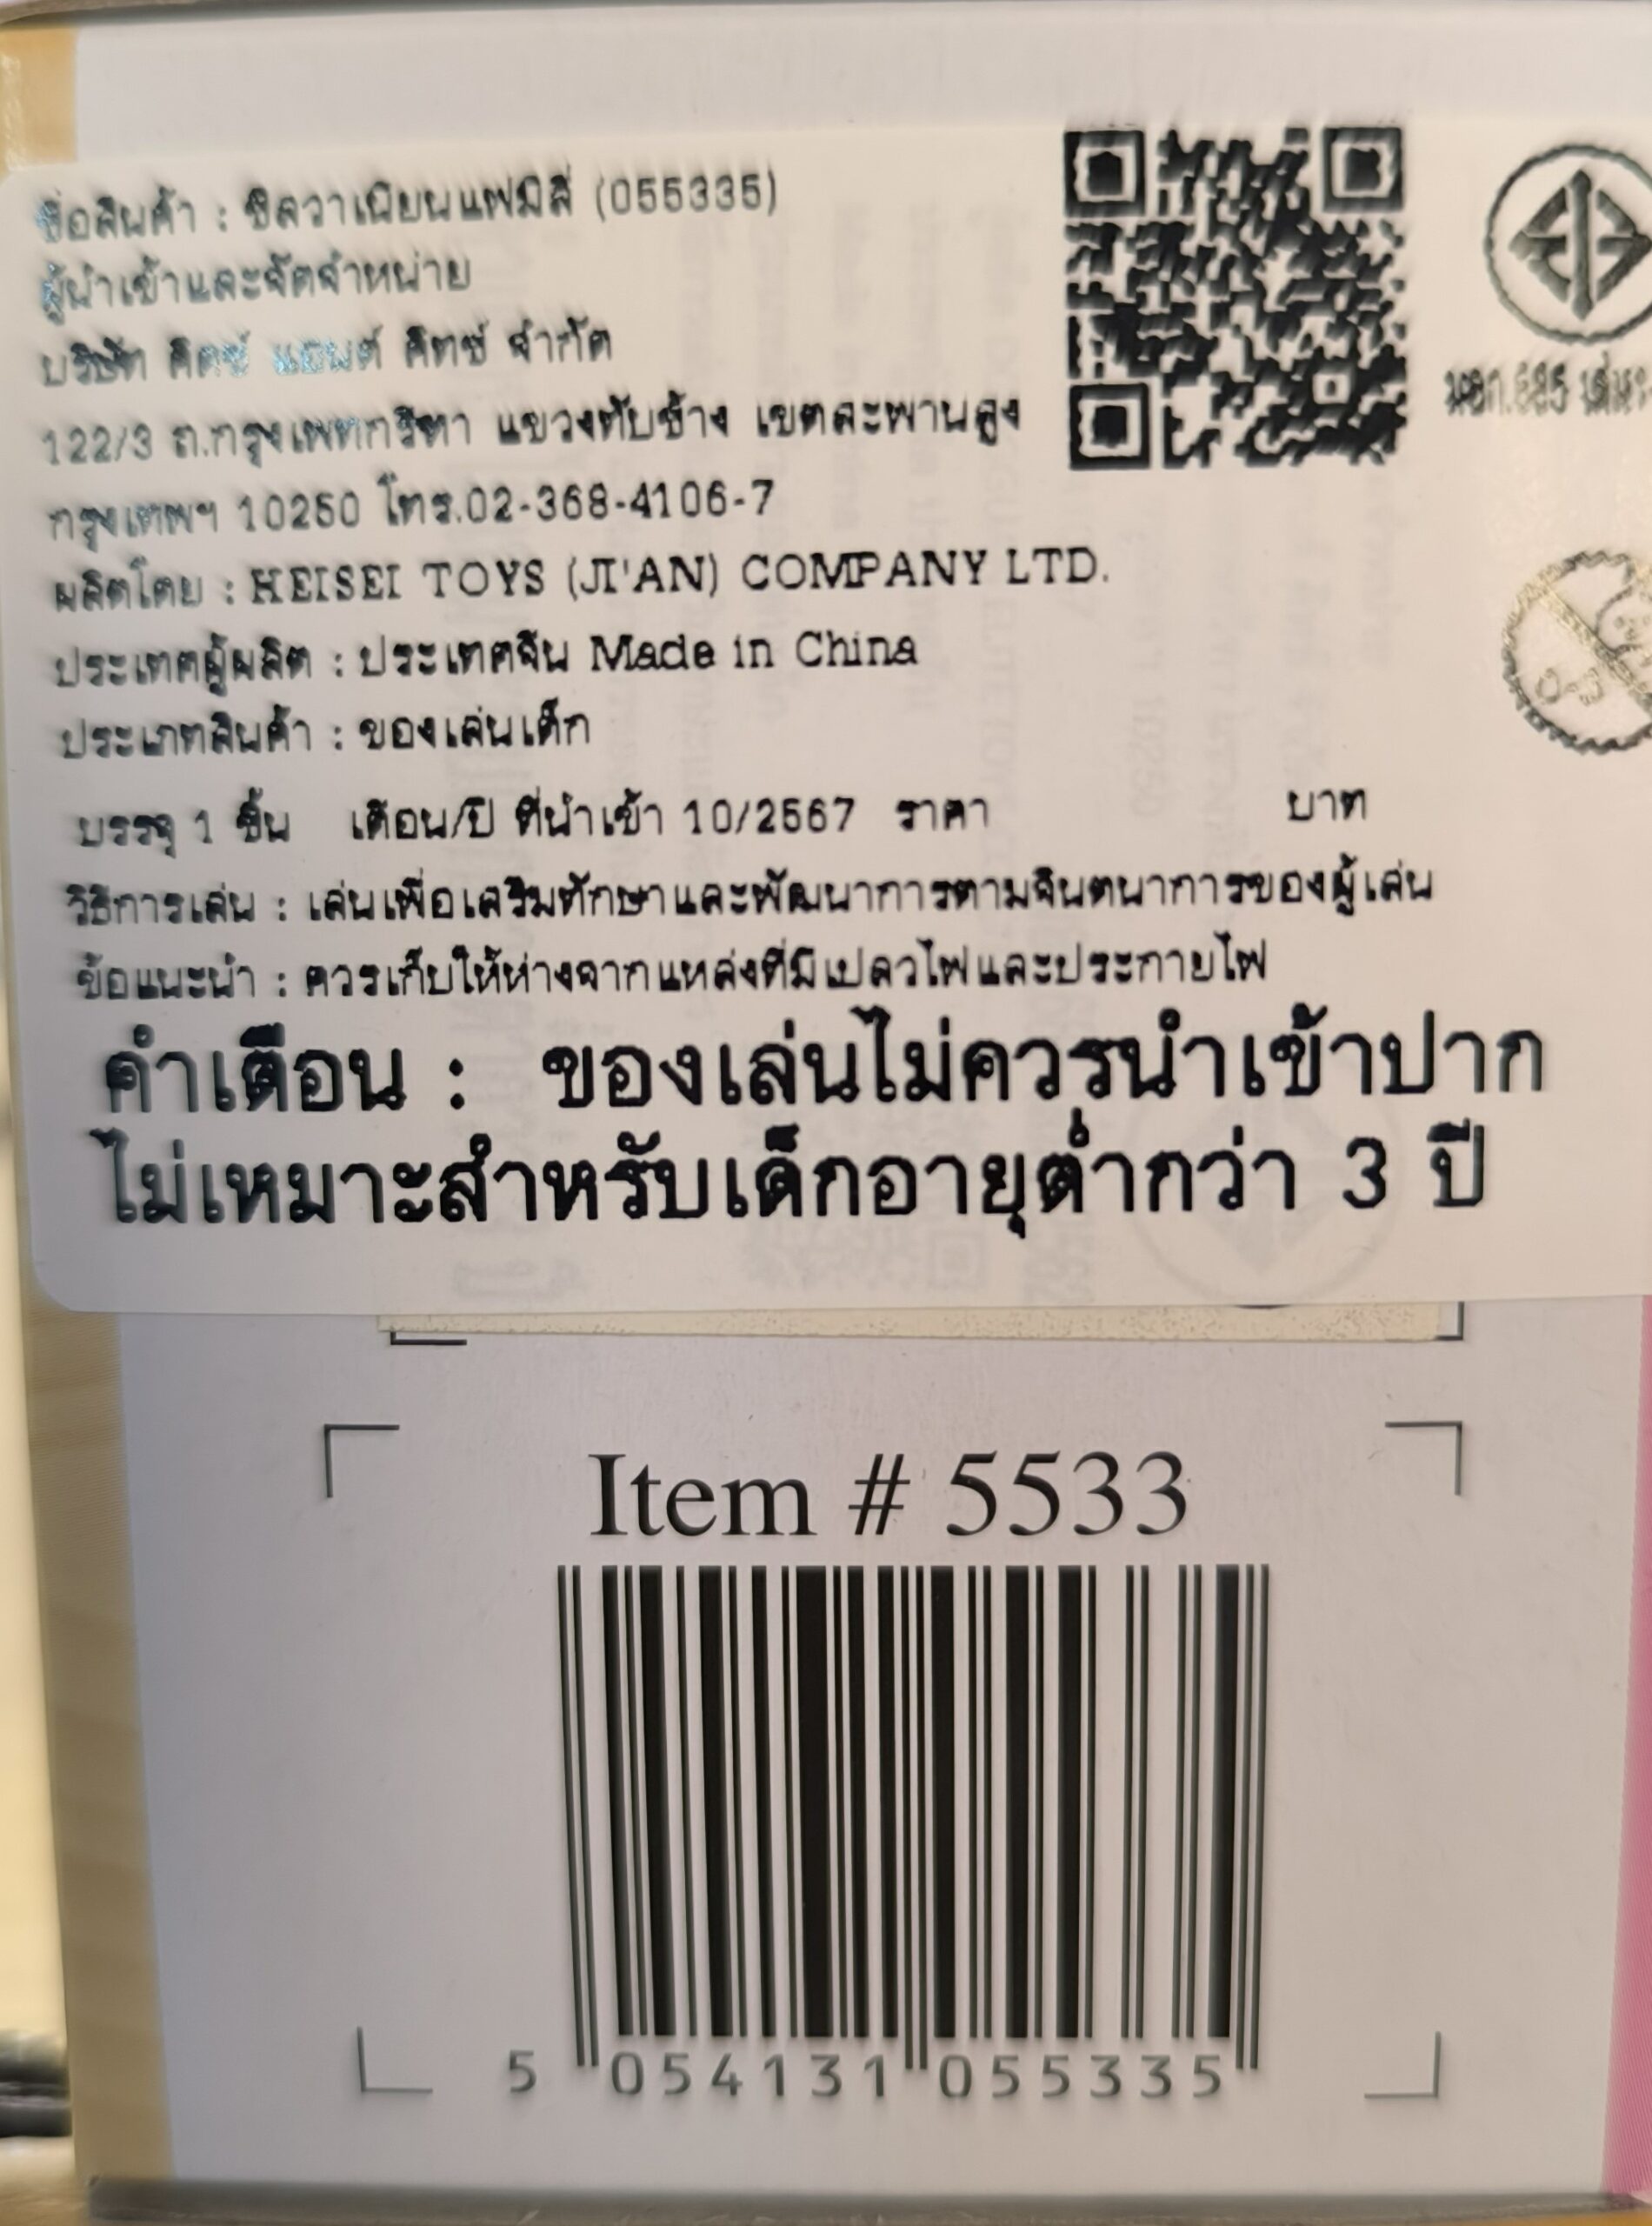 ชื่อสินค้า : ซิลวาเนียนแฟมิลี่ (055335)
ผู้นำเข้าและจัดจำหน่าย
บริษัท คิดซ์ แอนด์ คิทซ์ จำกัด
122/3 ถ.กรุงเทพกรีฑา แขวงทับช้าง เขตสะพานสูง
กรุงเทพฯ 10250 โทร.02-368-4106-7
ผลิตโดย : HEISEI TOYS (JI'AN) COMPANY LTD.
ประเทศผู้ผลิต : ประเทศจีน Made in China
ประเภทสินค้า : ของเล่นเด็ก
บรรจุ 1 ชิ้น เดือน/ปี ที่นำเข้า 10/2567 ราคา บาท
วิธีการเล่น : เล่นเพื่อเสริมทักษาและพัฒนาการตามจินตนาการของผู้เล่น
ข้อแนะนำ : ควรเก็บให้ห่างจากแหล่งที่มีเปลวไฟและประกายไฟ
คำเตือน : ของเล่นไม่ควรนำเข้าปาก
ไม่เหมาะสำหรับเด็กอายุต่ำกว่า 3 ปี
มอก.685
0-3
Item # 5533
5 054131 055335